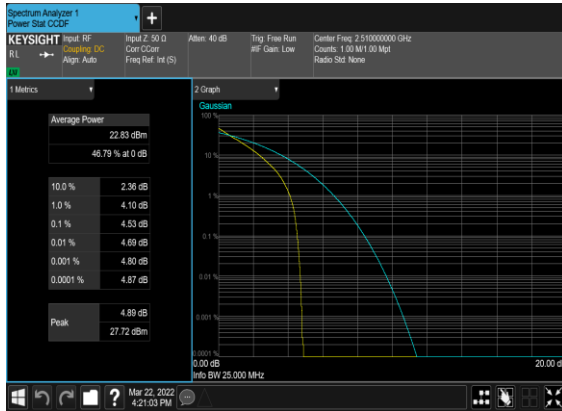 Spectrum Analyzer 1
Power Stat CCDF
KEYSIGHT
RL
LXI
Input: RF
Coupling: DC
Align: Auto
Input Z: 50 Ω
Corr CCorr
Freq Ref: Int (S)
Atten: 40 dB
Trig: Free Run
#IF Gain: Low
Center Freq: 2.510000000 GHz
Counts: 1.00 M/1.00 Mpt
Radio Std: None
1 Metrics
Average Power
22.83 dBm
46.79 % at 0 dB
10.0 % 2.36 dB
1.0 % 4.10 dB
0.1 % 4.53 dB
0.01 % 4.69 dB
0.001 % 4.80 dB
0.0001 % 4.87 dB
Peak
4.89 dB
27.72 dBm
2 Graph
Gaussian
100 %
10 %
1 %
0.1 %
0.01 %
0.001 %
0.0001 %
0.00 dB
20.00 d
Info BW 25.000 MHz
?
Mar 22, 2022
4:21:03 PM